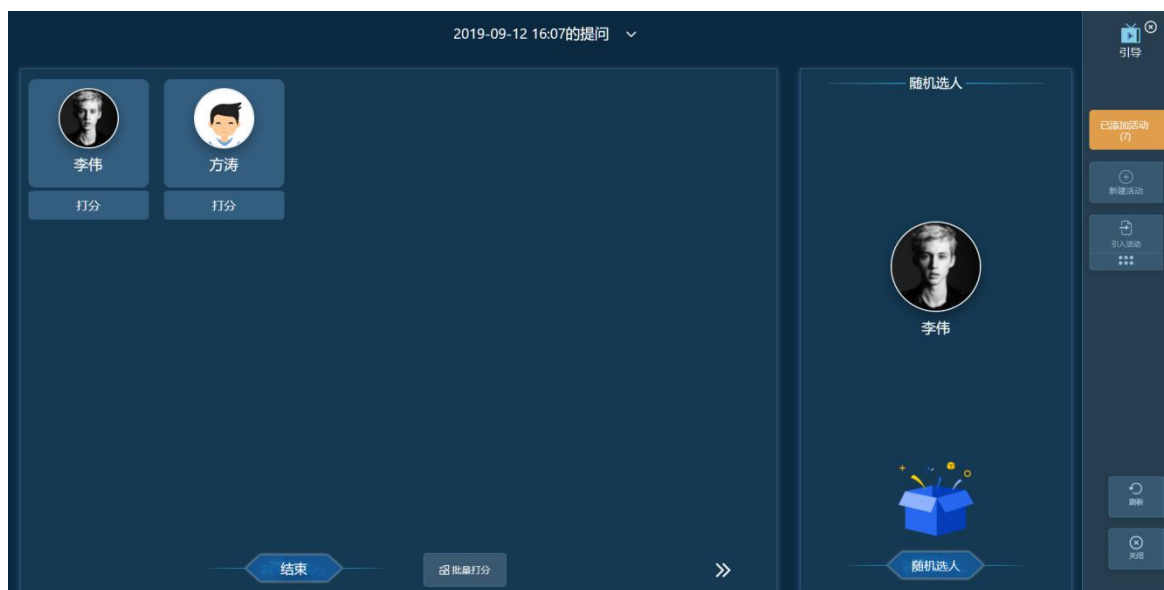 2019-09-12 16:07的提问
李伟
方涛
打分
打分
结束
批量打分
随机选人
李伟
随机选人
引导
已添加活动
(7)
新建活动
引入活动
刷新
关闭